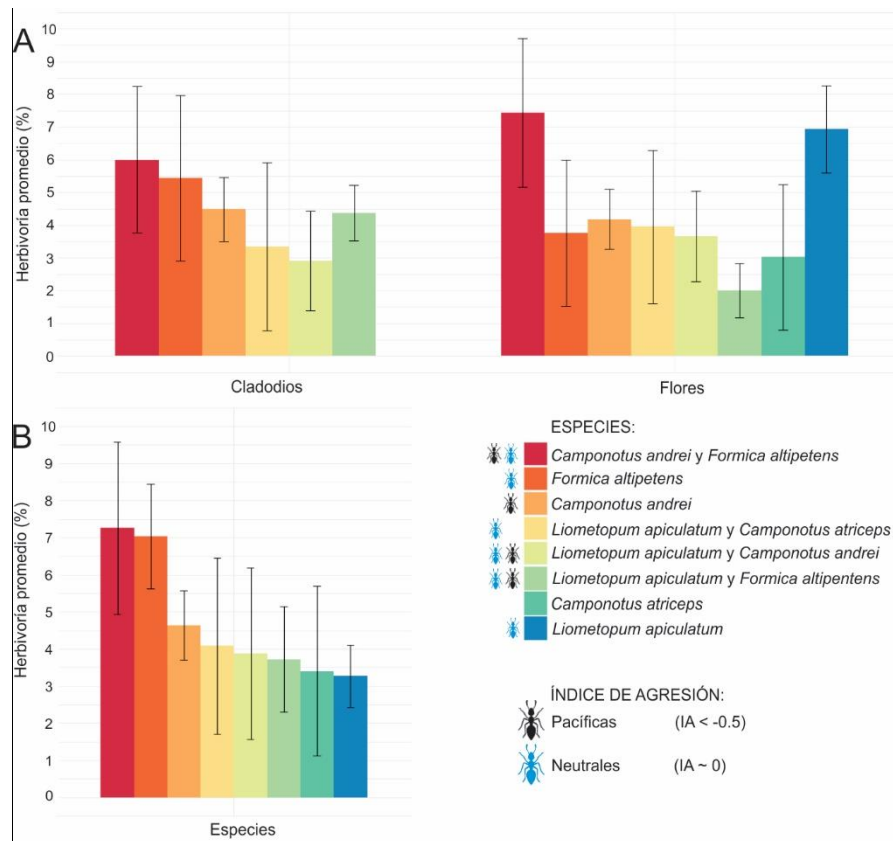 A
Herbivoría promedio (%)
10
9
8
7
6
5
4
3
2
1
0
Cladodios
Flores
B
Herbivoría promedio (%)
10
9
8
7
6
5
4
3
2
1
0
Especies
ESPECIES:
Camponotus andrei y Formica altipetens
Formica altipetens
Camponotus andrei
Liometopum apiculatum y Camponotus atriceps
Liometopum apiculatum y Camponotus andrei
Liometopum apiculatum y Formica altipentens
Camponotus atriceps
Liometopum apiculatum
ÍNDICE DE AGRESIÓN:
Pacíficas (IA < -0.5)
Neutrales (IA ~ 0)